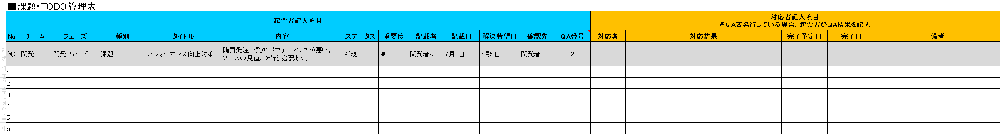 ■課題・TODO管理表
起票者記入項目
対応者記入項目
※QA表発行している場合、起票者がQA結果を記入
No. チーム フェーズ 種別 タイトル 内容 ステータス 重要度 記載者 記載日 解決希望日 確認先 QA番号 対応者 対応結果 完了予定日 完了日 備考
例) 開発 開発フェーズ 課題 パフォーマンス向上対策 購買発注一覧のパフォーマンスが悪い。
ソースの見直しを行う必要あり。 新規 高 開発者A 7月1日 7月5日 開発者B 2
1
2
3
4
5
6